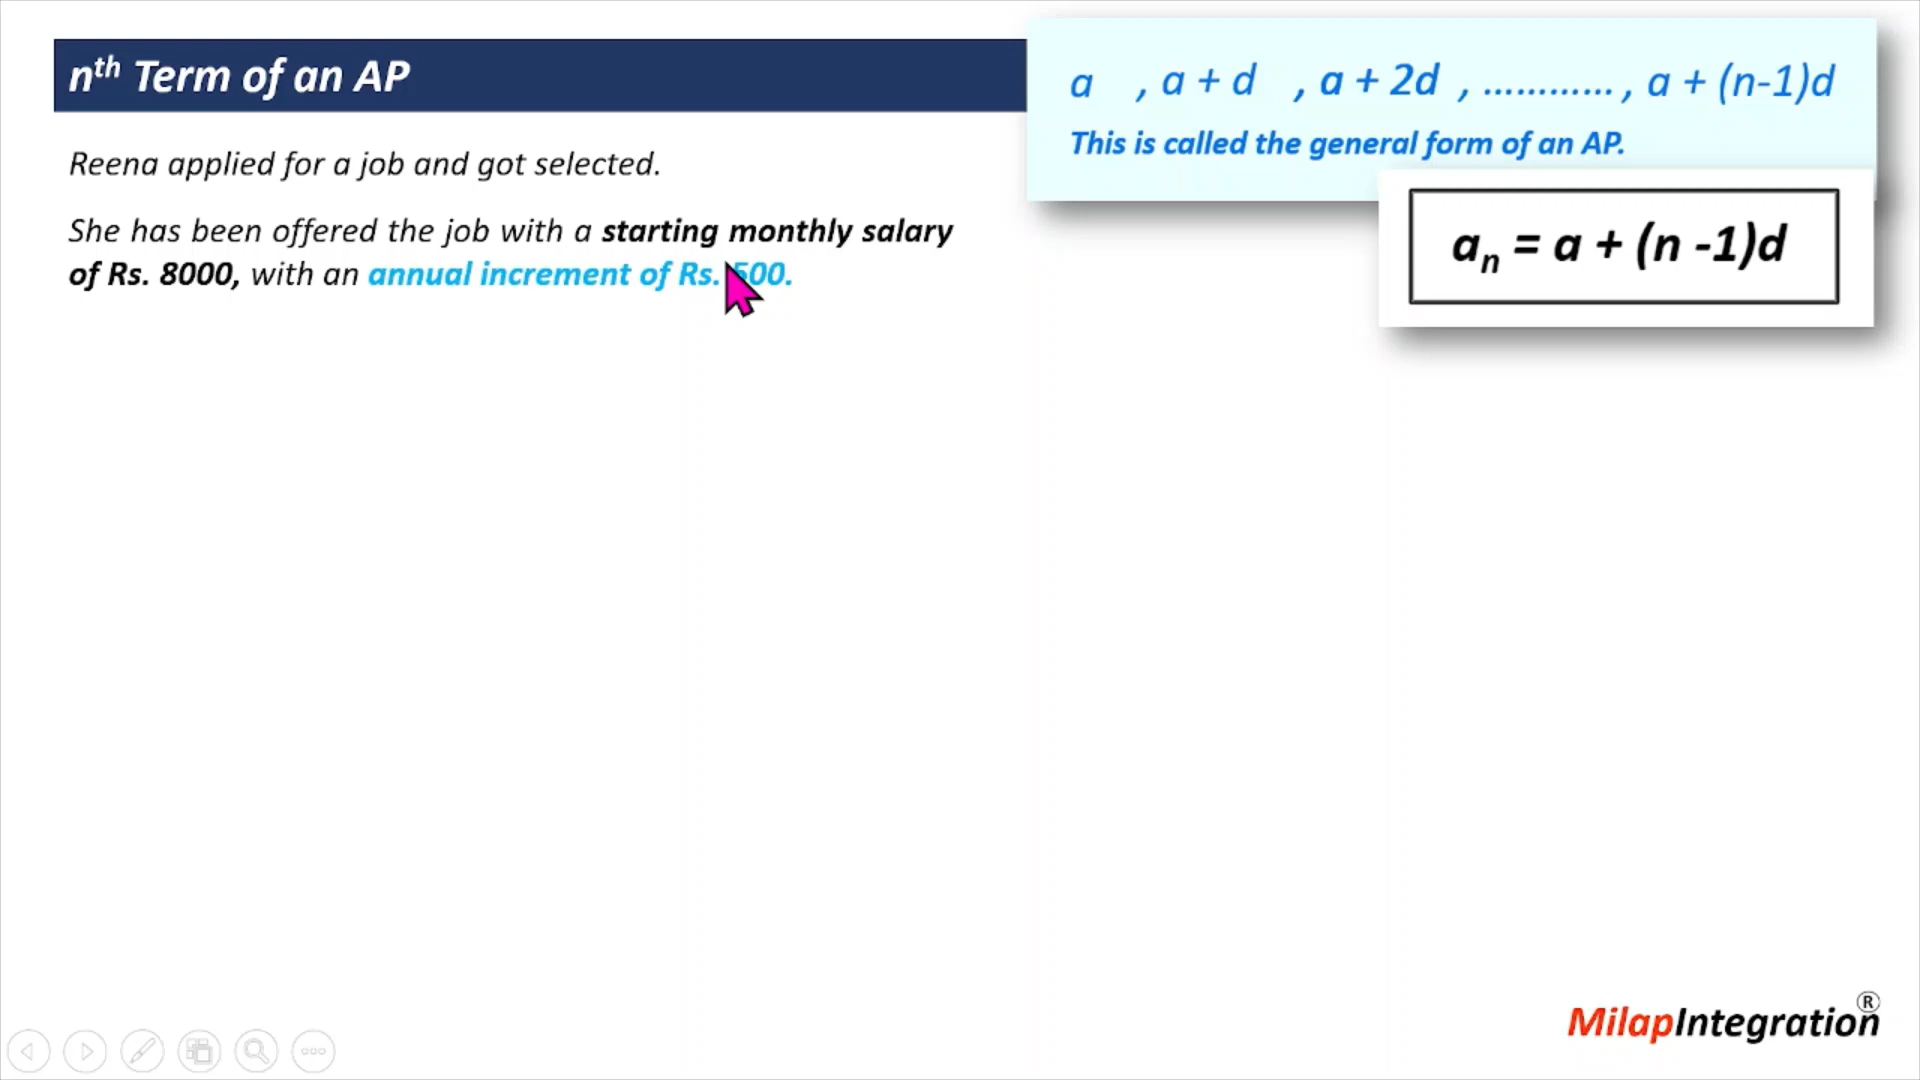 nth Term of an AP
a , a + d , a + 2d , ............. , a + (n-1)d
This is called the general form of an AP.
an = a + (n -1)d
Reena applied for a job and got selected.
She has been offered the job with a starting monthly salary
of Rs. 8000, with an annual increment of Rs. 500.
MilapIntegration®